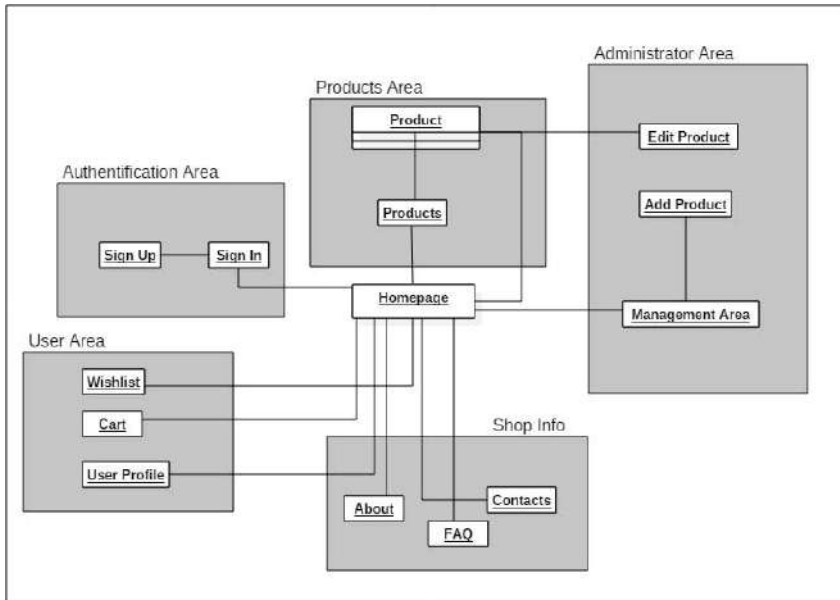 Administrator Area
Products Area
Product
Edit Product
Authentification Area
Add Product
Products
Sign Up
Sign In
Homepage
Management Area
User Area
Wishlist
Cart
Shop Info
User Profile
Contacts
About
FAQ